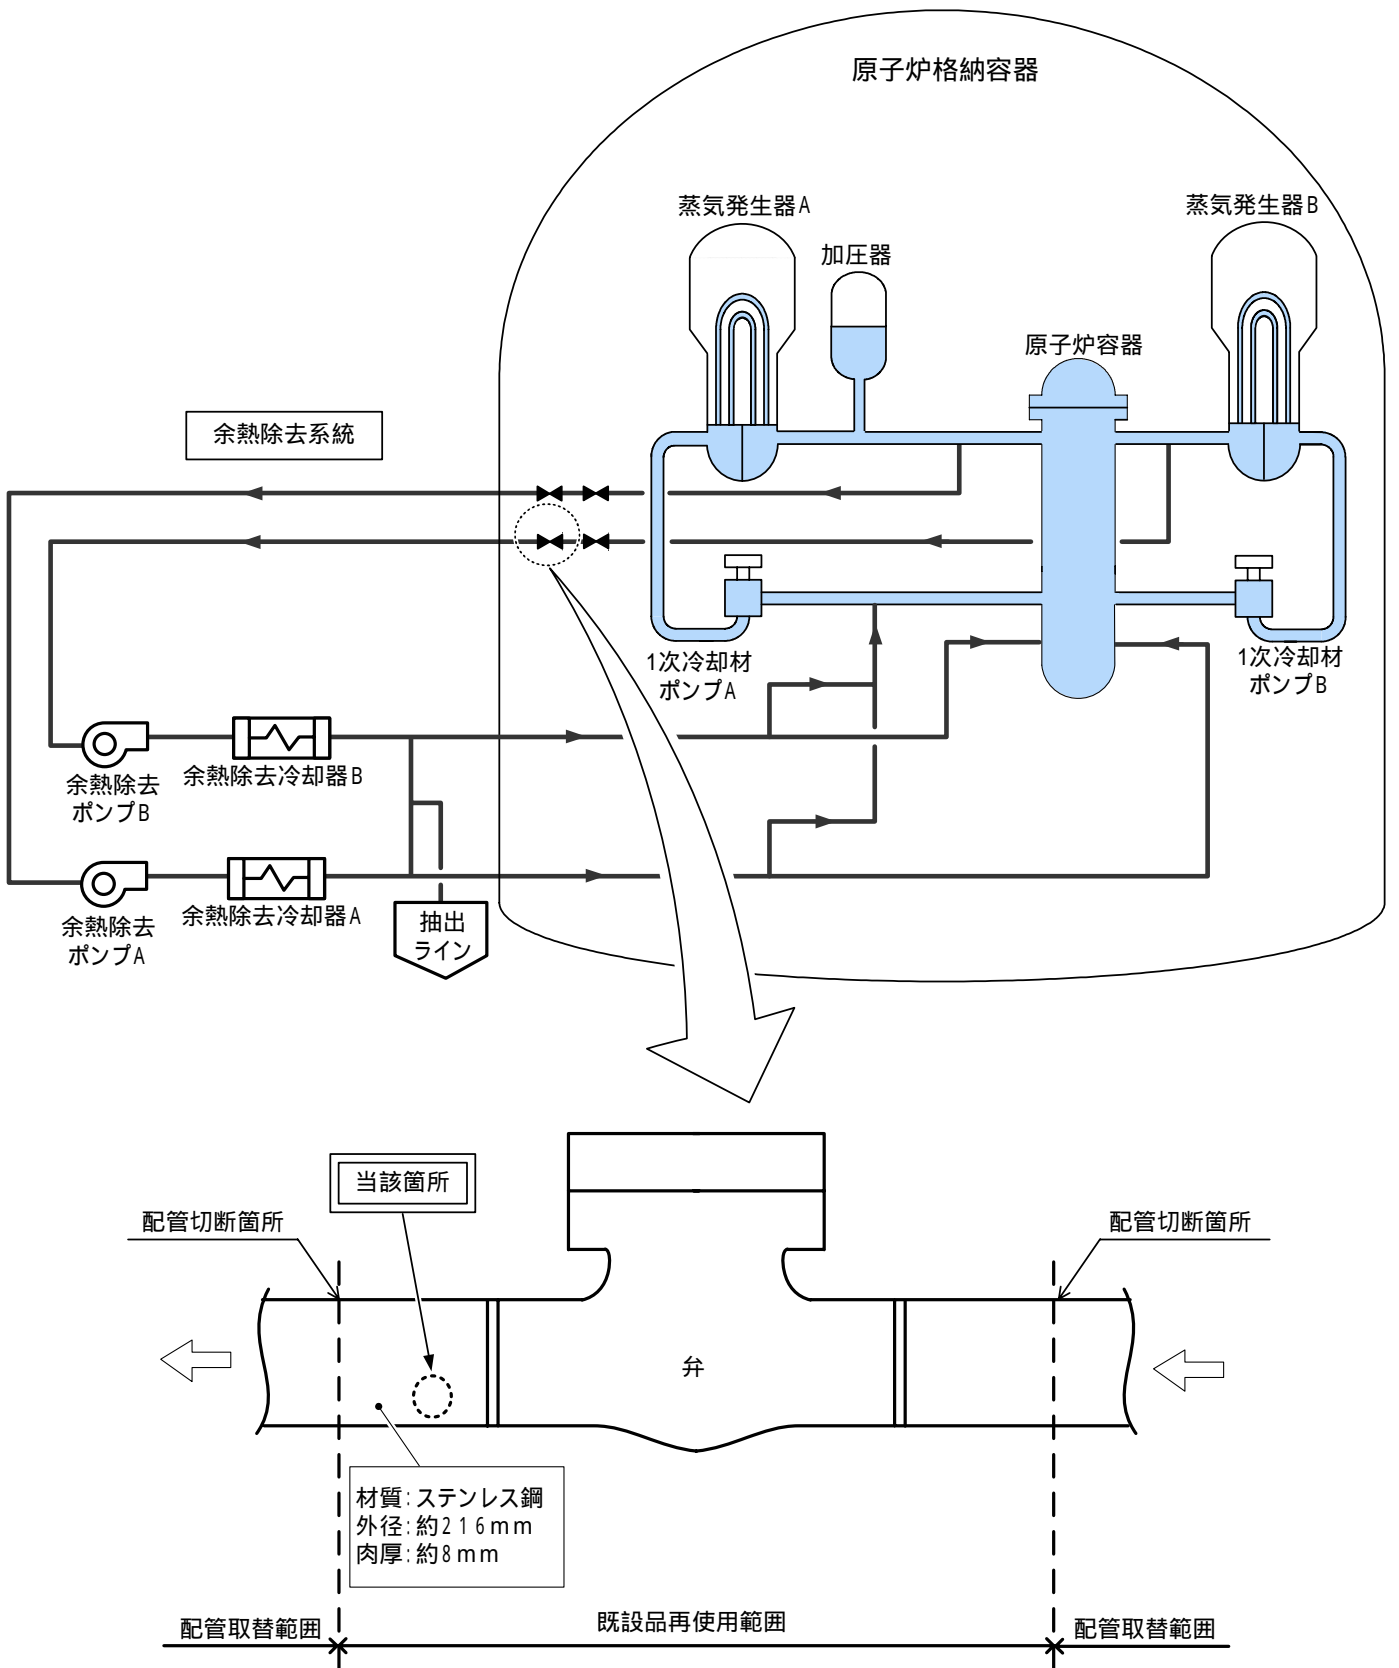 原子炉格納容器
蒸気発生器A
蒸気発生器B
加圧器
原子炉容器
余熱除去系統
1次冷却材
ポンプA
1次冷却材
ポンプB
余熱除去
ポンプB
余熱除去冷却器B
余熱除去
ポンプA
余熱除去冷却器A
抽出
ライン
当該箇所
配管切断箇所
配管切断箇所
弁
材質:ステンレス鋼
外径:約216mm
肉厚:約8mm
配管取替範囲
既設品再使用範囲
配管取替範囲